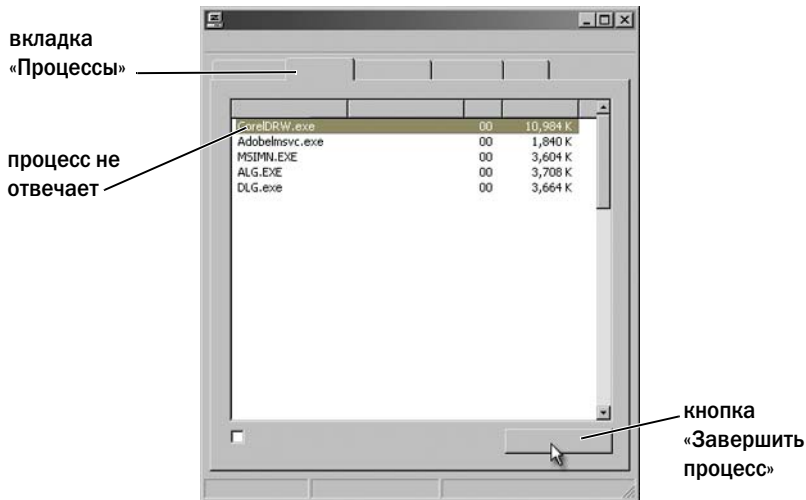 вкладка
«Процессы»
процесс не
отвечает
CorelDRW.exe 00 10,984 K
Adobelmsvc.exe 00 1,840 K
MSIMN.EXE 00 3,604 K
ALG.EXE 00 3,708 K
DLG.exe 00 3,664 K
кнопка
«Завершить
процесс»